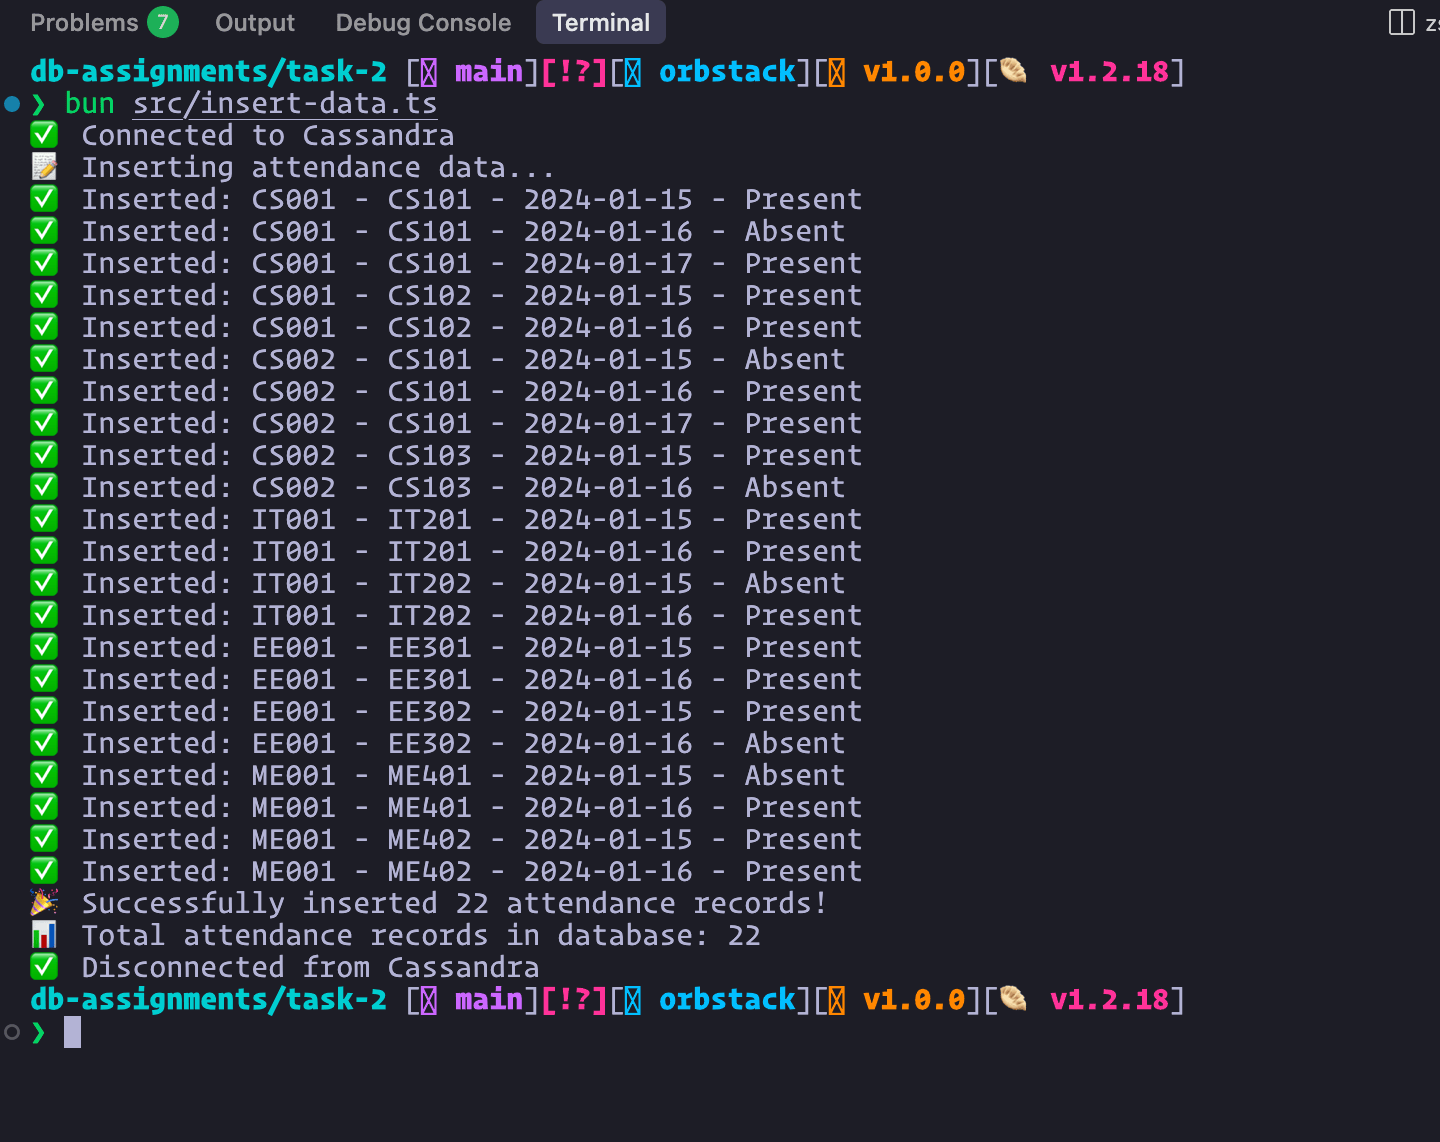 Problems 7 Output Debug Console Terminal
db-assignments/task-2 [ main][!?][ orbstack][ v1.0.0][🥟 v1.2.18]
❯ bun src/insert-data.ts
✅ Connected to Cassandra
📝 Inserting attendance data...
✅ Inserted: CS001 - CS101 - 2024-01-15 - Present
✅ Inserted: CS001 - CS101 - 2024-01-16 - Absent
✅ Inserted: CS001 - CS101 - 2024-01-17 - Present
✅ Inserted: CS001 - CS102 - 2024-01-15 - Present
✅ Inserted: CS001 - CS102 - 2024-01-16 - Present
✅ Inserted: CS002 - CS101 - 2024-01-15 - Absent
✅ Inserted: CS002 - CS101 - 2024-01-16 - Present
✅ Inserted: CS002 - CS101 - 2024-01-17 - Present
✅ Inserted: CS002 - CS103 - 2024-01-15 - Present
✅ Inserted: CS002 - CS103 - 2024-01-16 - Absent
✅ Inserted: IT001 - IT201 - 2024-01-15 - Present
✅ Inserted: IT001 - IT201 - 2024-01-16 - Present
✅ Inserted: IT001 - IT202 - 2024-01-15 - Absent
✅ Inserted: IT001 - IT202 - 2024-01-16 - Present
✅ Inserted: EE001 - EE301 - 2024-01-15 - Present
✅ Inserted: EE001 - EE301 - 2024-01-16 - Present
✅ Inserted: EE001 - EE302 - 2024-01-15 - Present
✅ Inserted: EE001 - EE302 - 2024-01-16 - Absent
✅ Inserted: ME001 - ME401 - 2024-01-15 - Absent
✅ Inserted: ME001 - ME401 - 2024-01-16 - Present
✅ Inserted: ME001 - ME402 - 2024-01-15 - Present
✅ Inserted: ME001 - ME402 - 2024-01-16 - Present
🎉 Successfully inserted 22 attendance records!
📊 Total attendance records in database: 22
✅ Disconnected from Cassandra
db-assignments/task-2 [ main][!?][ orbstack][ v1.0.0][🥟 v1.2.18]
❯